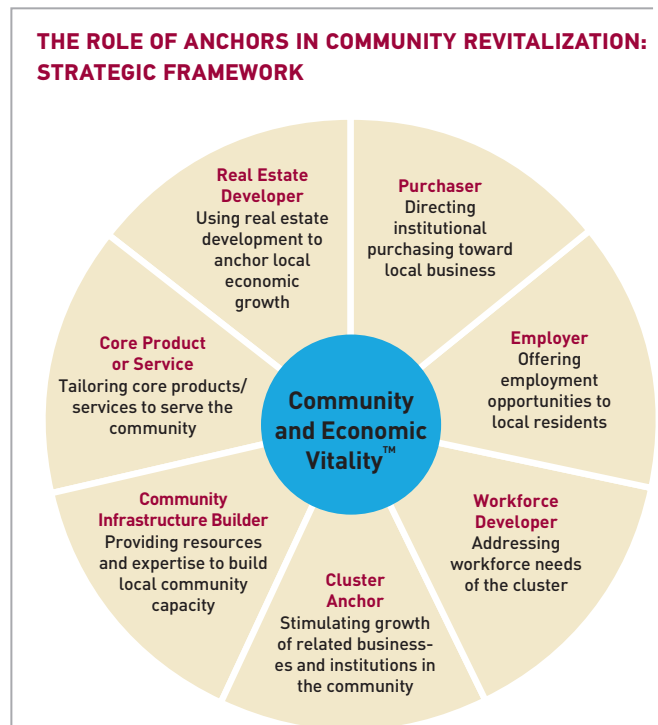 THE ROLE OF ANCHORS IN COMMUNITY REVITALIZATION:
STRATEGIC FRAMEWORK
Real Estate
Developer
Using real estate
development to
anchor local
economic
growth
Purchaser
Directing
institutional
purchasing toward
local business
Employer
Offering
employment
opportunities to
local residents
Workforce
Developer
Addressing
workforce needs
of the cluster
Cluster
Anchor
Stimulating growth
of related business-
es and institutions in
the community
Community
Infrastructure Builder
Providing resources
and expertise to build
local community
capacity
Core Product
or Service
Tailoring core products/
services to serve the
community
Community
and Economic
Vitality™